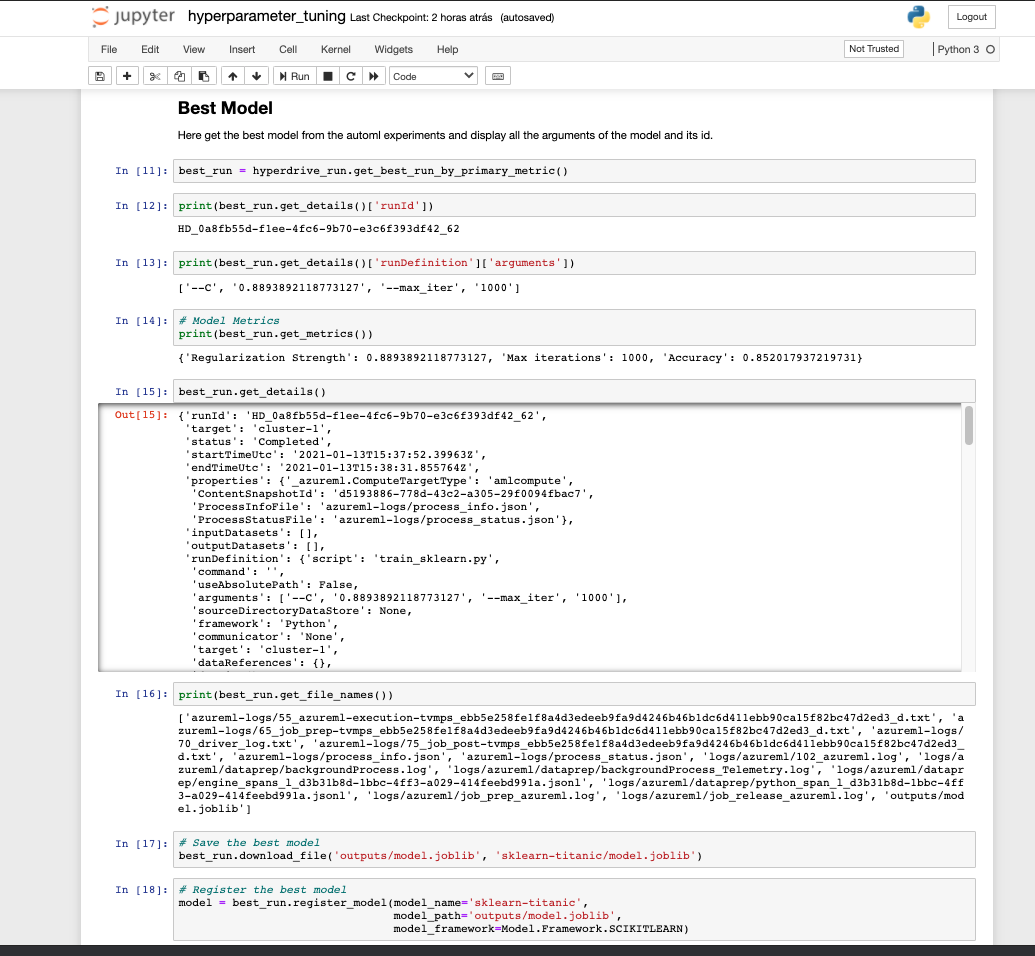 jupyter hyperparameter_tuning Last Checkpoint: 2 horas atrás (autosaved)
Logout
File Edit View Insert Cell Kernel Widgets Help
Not Trusted
Python 3
Run
Code
Best Model
Here get the best model from the automl experiments and display all the arguments of the model and its id.
In [11]: best_run = hyperdrive_run.get_best_run_by_primary_metric()
In [12]: print(best_run.get_details()['runId'])
HD_0a8fb55d-f1ee-4fc6-9b70-e3c6f393df42_62
In [13]: print(best_run.get_details()['runDefinition']['arguments'])
['--C', '0.8893892118773127', '--max_iter', '1000']
In [14]: # Model Metrics
print(best_run.get_metrics())
{'Regularization Strength': 0.8893892118773127, 'Max iterations': 1000, 'Accuracy': 0.852017937219731}
In [15]: best_run.get_details()
Out[15]: {'runId': 'HD_0a8fb55d-f1ee-4fc6-9b70-e3c6f393df42_62',
'target': 'cluster-1',
'status': 'Completed',
'startTimeUtc': '2021-01-13T15:37:52.39963Z',
'endTimeUtc': '2021-01-13T15:38:31.855764Z',
'properties': {'_azureml.ComputeTargetType': 'amlcompute',
'ContentSnapshotId': 'd5193886-778d-43c2-a305-29f0094fbac7',
'ProcessInfoFile': 'azureml-logs/process_info.json',
'ProcessStatusFile': 'azureml-logs/process_status.json'},
'inputDatasets': [],
'outputDatasets': [],
'runDefinition': {'script': 'train_sklearn.py',
'command': '',
'useAbsolutePath': False,
'arguments': ['--C', '0.8893892118773127', '--max_iter', '1000'],
'sourceDirectoryDataStore': None,
'framework': 'Python',
'communicator': 'None',
'target': 'cluster-1',
'dataReferences': {},
In [16]: print(best_run.get_file_names())
['azureml-logs/55_azureml-execution-tvmps_ebb5e258fe1f8a4d3edeeb9fa9d4246b46b1dc6d411ebb90ca15f82bc47d2ed3_d.txt', 'a
zureml-logs/65_job_prep-tvmps_ebb5e258fe1f8a4d3edeeb9fa9d4246b46b1dc6d411ebb90ca15f82bc47d2ed3_d.txt', 'azureml-logs/
70_driver_log.txt', 'azureml-logs/75_job_post-tvmps_ebb5e258fe1f8a4d3edeeb9fa9d4246b46b1dc6d411ebb90ca15f82bc47d2ed3_
d.txt', 'azureml-logs/process_info.json', 'azureml-logs/process_status.json', 'logs/azureml/102_azureml.log', 'logs/a
zureml/dataprep/backgroundProcess.log', 'logs/azureml/dataprep/backgroundProcess_Telemetry.log', 'logs/azureml/datapr
ep/engine_spans_l_d3b31b8d-1bbc-4ff3-a029-414feebd991a.jsonl', 'logs/azureml/dataprep/python_span_l_d3b31b8d-1bbc-4ff
3-a029-414feebd991a.jsonl', 'logs/azureml/job_prep_azureml.log', 'logs/azureml/job_release_azureml.log', 'outputs/mod
el.joblib']
In [17]: # Save the best model
best_run.download_file('outputs/model.joblib', 'sklearn-titanic/model.joblib')
In [18]: # Register the best model
model = best_run.register_model(model_name='sklearn-titanic',
model_path='outputs/model.joblib',
model_framework=Model.Framework.SCIKITLEARN)